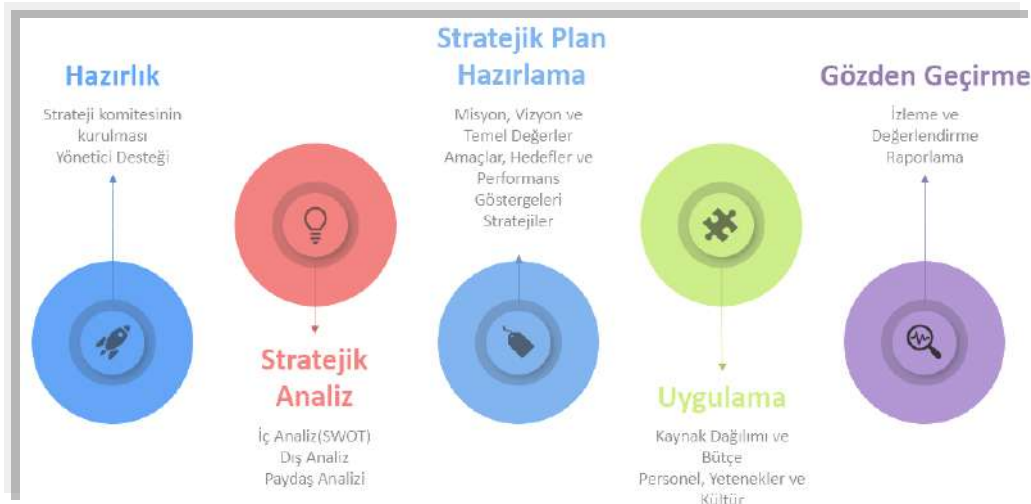 Hazırlık
Strateji komitesinin
kurulması
Yönetici Desteği
Stratejik
Analiz
İç Analiz(SWOT)
Dış Analiz
Paydaş Analizi
Stratejik Plan
Hazırlama
Misyon, Vizyon ve
Temel Değerler
Amaçlar, Hedefler ve
Performans
Göstergeleri
Stratejiler
Uygulama
Kaynak Dağılımı ve
Bütçe
Personel, Yetenekler ve
Kültür
Gözden Geçirme
İzleme ve
Değerlendirme
Raporlama